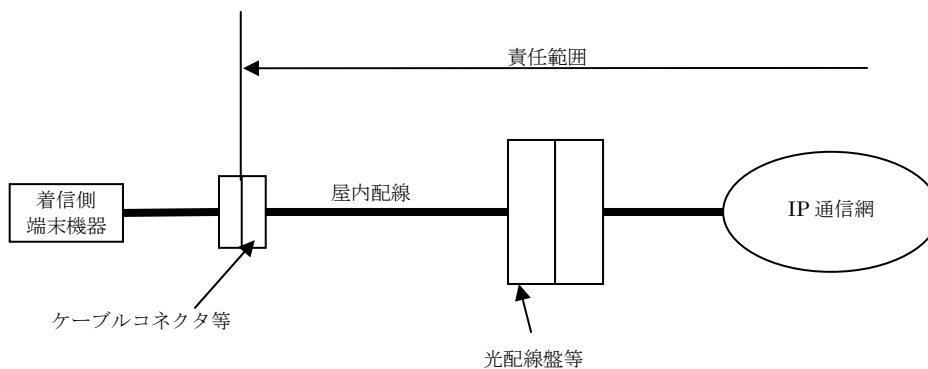 責任範囲
着信側
端末機器
屋内配線
IP 通信網
ケーブルコネクタ等
光配線盤等